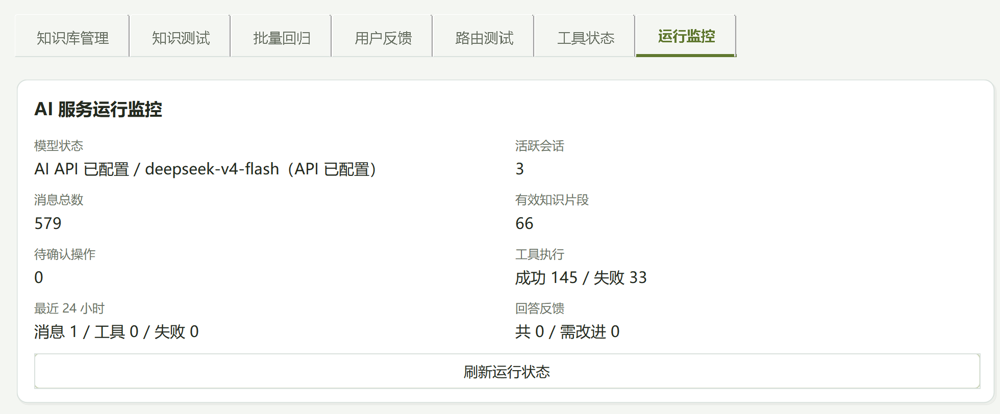 知识库管理 知识测试 批量回归 用户反馈 路由测试 工具状态 运行监控
AI 服务运行监控
模型状态 活跃会话
AI API 已配置 / deepseek-v4-flash（API 已配置） 3
消息总数 有效知识片段
579 66
待确认操作 工具执行
0 成功 145 / 失败 33
最近 24 小时 回答反馈
消息 1 / 工具 0 / 失败 0 共 0 / 需改进 0
刷新运行状态